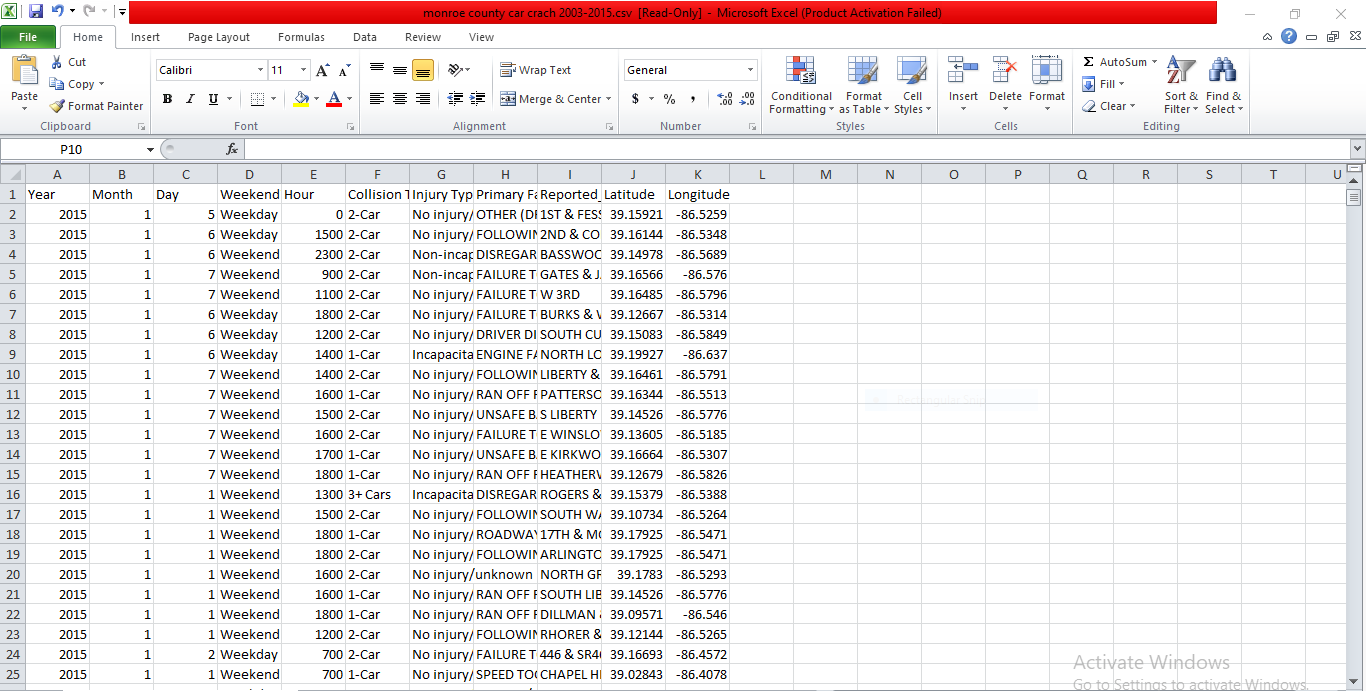 monroe county car crach 2003-2015.csv [Read-Only] - Microsoft Excel (Product Activation Failed)
File Home Insert Page Layout Formulas Data Review View
Paste Cut Copy Format Painter
Calibri 11 B I U
Wrap Text Merge & Center
General $ % ,
Conditional Formatting Format as Table Cell Styles
Insert Delete Format
AutoSum Fill Clear Sort & Filter Find & Select
Clipboard Font Alignment Number Styles Cells Editing
P10 fx
A B C D E F G H I J K L M N O P Q R S T U
1 Year Month Day Weekend Hour Collision T Injury Typ Primary Fa Reported_ Latitude Longitude
2 2015 1 5 Weekday 0 2-Car No injury/ OTHER (DR 1ST & FESS 39.15921 -86.5259
3 2015 1 6 Weekday 1500 2-Car No injury/ FOLLOWIN 2ND & CO 39.16144 -86.5348
4 2015 1 6 Weekend 2300 2-Car Non-incap DISREGAR BASSWOO 39.14978 -86.5689
5 2015 1 7 Weekend 900 2-Car Non-incap FAILURE T GATES & J 39.16566 -86.576
6 2015 1 7 Weekend 1100 2-Car No injury/ FAILURE T W 3RD 39.16485 -86.5796
7 2015 1 6 Weekday 1800 2-Car No injury/ FAILURE T BURKS & W 39.12667 -86.5314
8 2015 1 6 Weekday 1200 2-Car No injury/ DRIVER DI SOUTH CU 39.15083 -86.5849
9 2015 1 6 Weekday 1400 1-Car Incapacita ENGINE FA NORTH LO 39.19927 -86.637
10 2015 1 7 Weekend 1400 2-Car No injury/ FOLLOWIN LIBERTY & 39.16461 -86.5791
11 2015 1 7 Weekend 1600 1-Car No injury/ RAN OFF R PATTERSO 39.16344 -86.5513
12 2015 1 7 Weekend 1500 2-Car No injury/ UNSAFE B S LIBERTY 39.14526 -86.5776
13 2015 1 7 Weekend 1600 2-Car No injury/ FAILURE T E WINSLO 39.13605 -86.5185
14 2015 1 7 Weekend 1700 1-Car No injury/ UNSAFE B E KIRKWO 39.16664 -86.5307
15 2015 1 7 Weekend 1800 1-Car No injury/ RAN OFF R HEATHERW 39.12679 -86.5826
16 2015 1 1 Weekend 1300 3+ Cars Incapacita DISREGAR ROGERS & 39.15379 -86.5388
17 2015 1 1 Weekend 1500 2-Car No injury/ FOLLOWIN SOUTH WA 39.10734 -86.5264
18 2015 1 1 Weekend 1800 1-Car No injury/ ROADWAY 17TH & MO 39.17925 -86.5471
19 2015 1 1 Weekend 1800 2-Car No injury/ FOLLOWIN ARLINGTO 39.17925 -86.5471
20 2015 1 1 Weekend 1600 2-Car No injury/unknown NORTH GR 39.1783 -86.5293
21 2015 1 1 Weekend 1600 1-Car No injury/ RAN OFF R SOUTH LIB 39.14526 -86.5776
22 2015 1 1 Weekend 1800 1-Car No injury/ RAN OFF R DILLMAN & 39.09571 -86.546
23 2015 1 1 Weekend 1200 2-Car No injury/ FOLLOWIN RHORER & 39.12144 -86.5265
24 2015 1 2 Weekday 700 2-Car No injury/ FAILURE T 446 & SR46 39.16693 -86.4572
25 2015 1 1 Weekend 700 1-Car No injury/ SPEED TOO CHAPEL HI 39.02843 -86.4078
Activate Windows
Go to Settings to activate Windows.